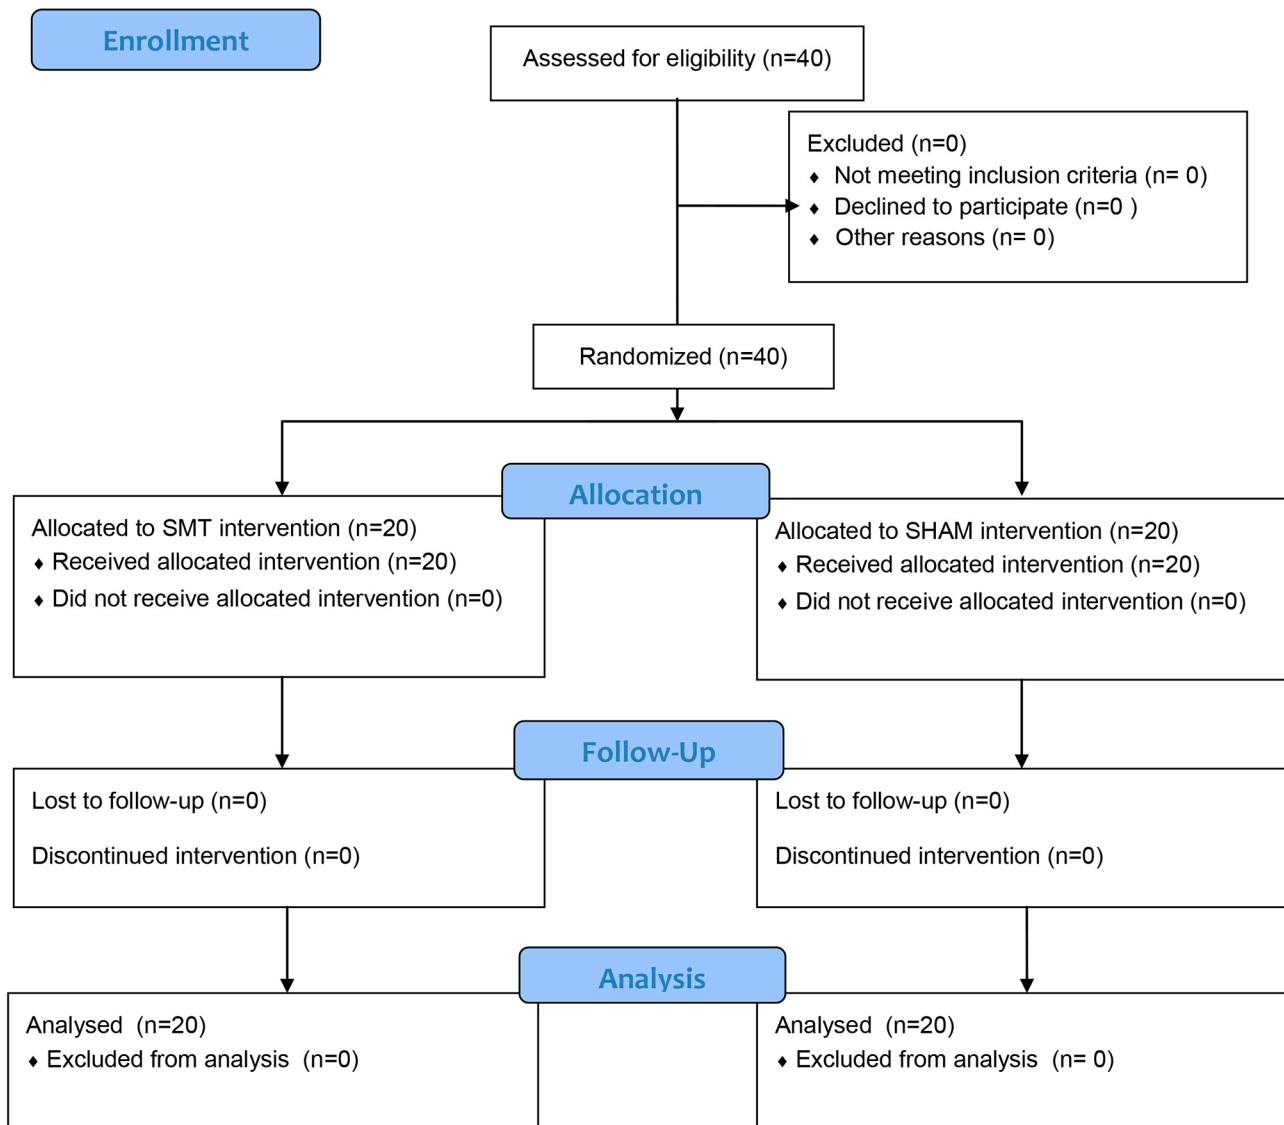 Enrollment
Assessed for eligibility (n=40)
Excluded (n=0)
♦ Not meeting inclusion criteria (n= 0)
♦ Declined to participate (n=0 )
♦ Other reasons (n= 0)
Randomized (n=40)
Allocation
Allocated to SMT intervention (n=20)
♦ Received allocated intervention (n=20)
♦ Did not receive allocated intervention (n=0)
Allocated to SHAM intervention (n=20)
♦ Received allocated intervention (n=20)
♦ Did not receive allocated intervention (n=0)
Follow-Up
Lost to follow-up (n=0)
Discontinued intervention (n=0)
Lost to follow-up (n=0)
Discontinued intervention (n=0)
Analysis
Analysed (n=20)
♦ Excluded from analysis (n=0)
Analysed (n=20)
♦ Excluded from analysis (n= 0)